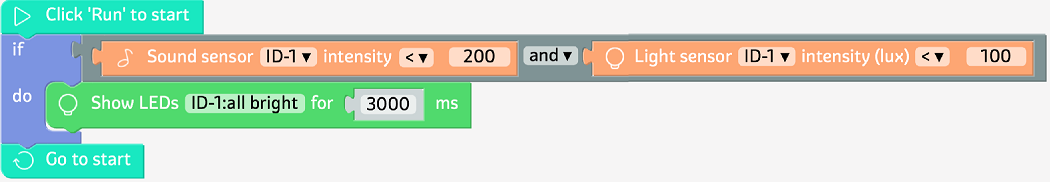 Click 'Run' to start
if Sound sensor ID-1 ▾ intensity < ▾ 200 and ▾ Light sensor ID-1 ▾ intensity (lux) < ▾ 100
do Show LEDs ID-1:all bright for 3000 ms
Go to start